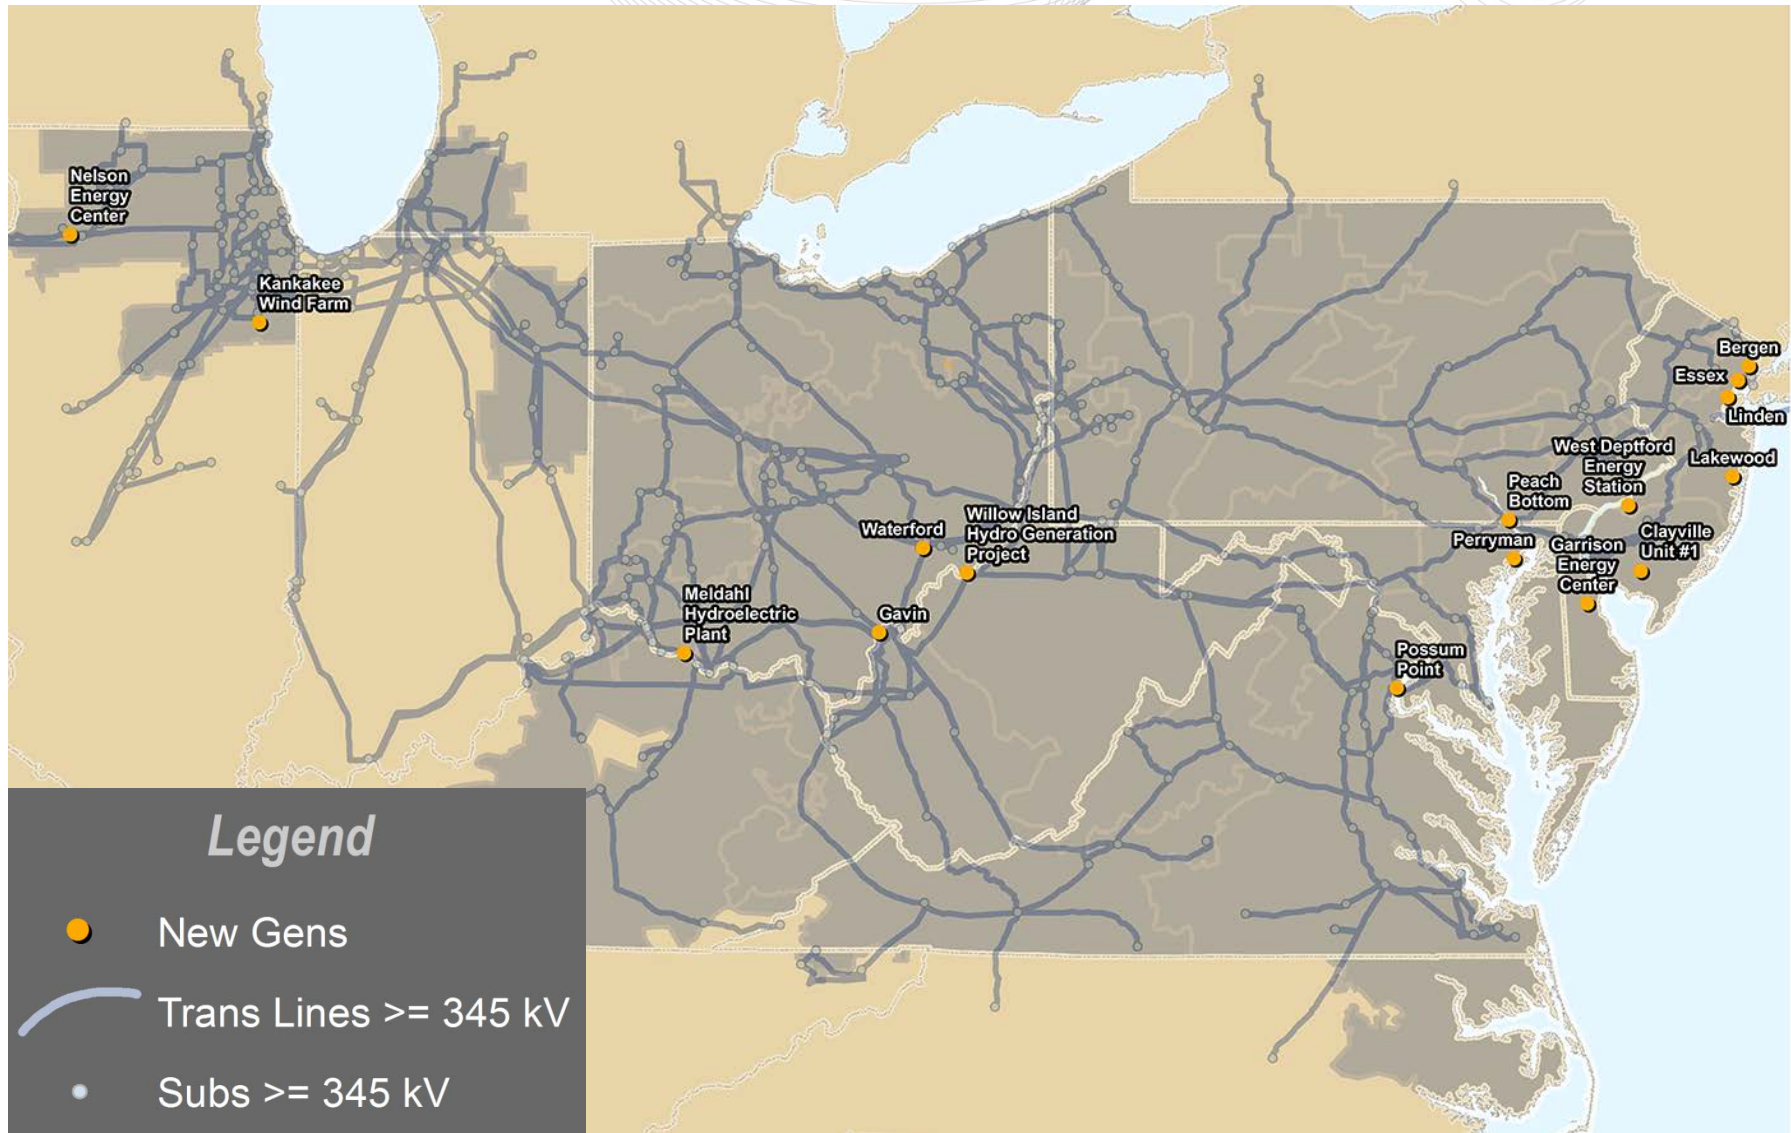 Nelson
Energy
Center
Kankakee
Wind Farm
Bergen
Essex
Linden
West Deptford
Energy
Station
Lakewood
Peach
Bottom
Willow Island
Hydro Generation
Project
Waterford
Perryman
Garrison
Energy
Center
Clayville
Unit #1
Meldahl
Hydroelectric
Plant
Gavin
Possum
Point
Legend
New Gens
Trans Lines >= 345 kV
Subs >= 345 kV